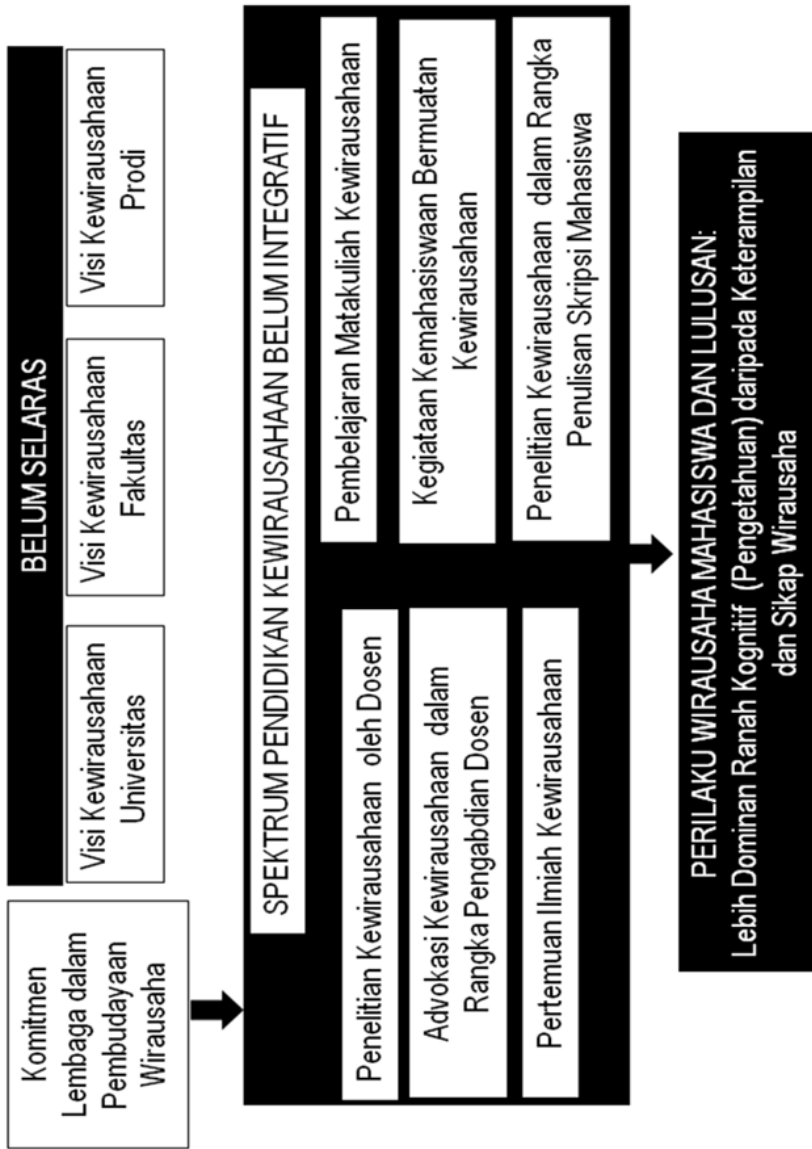 Komitmen
Lembaga dalam
Pembudayaan
Wirausaha
BELUM SELARAS
Visi Kewirausahaan
Universitas
Visi Kewirausahaan
Fakultas
Visi Kewirausahaan
Prodi
SPEKTRUM PENDIDIKAN KEWIRAUSAHAAN BELUM INTEGRATIF
Penelitian Kewirausahaan oleh Dosen
Advokasi Kewirausahaan dalam
Rangka Pengabdian Dosen
Pertemuan Ilmiah Kewirausahaan
Pembelajaran Matakuliah Kewirausahaan
Kegiataan Kemahasiswaan Bermuatan
Kewirausahaan
Penelitian Kewirausahaan dalam Rangka
Penulisan Skripsi Mahasiswa
PERILAKU WIRAUSAHA MAHASISWA DAN LULUSAN:
Lebih Dominan Ranah Kognitif (Pengetahuan) daripada Keterampilan
dan Sikap Wirausaha